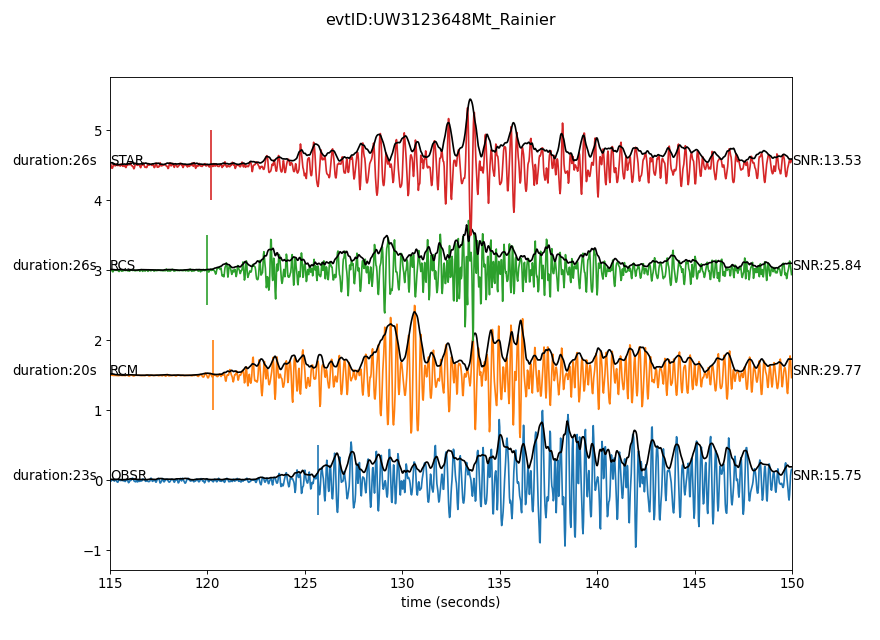 evtID:UW3123648Mt_Rainier
5
duration:26s STAR SNR:13.53
4
duration:26s 3 RCS SNR:25.84
2
duration:20s RCM SNR:29.77
1
duration:23s 0 OBSR SNR:15.75
−1
115 120 125 130 135 140 145 150
time (seconds)